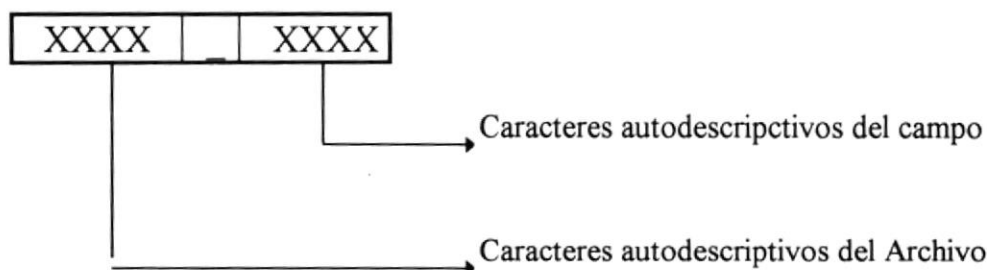 XXXX _ XXXX
Caracteres autodescripctivos del campo
Caracteres autodescriptivos del Archivo